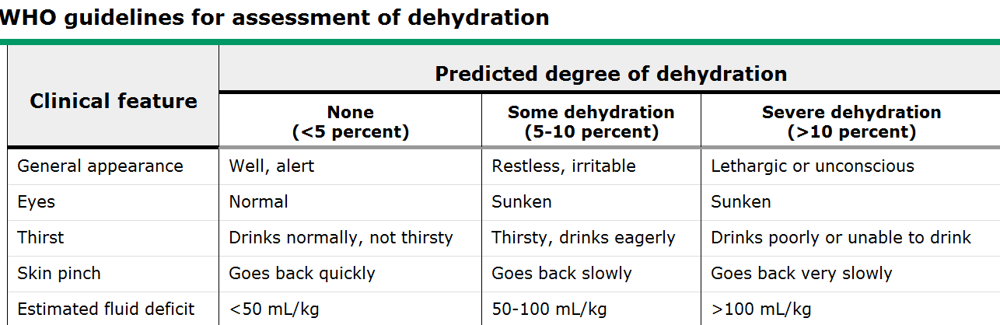 WHO guidelines for assessment of dehydration
Clinical feature
Predicted degree of dehydration
None
(<5 percent)
Some dehydration
(5-10 percent)
Severe dehydration
(>10 percent)
General appearance Well, alert Restless, irritable Lethargic or unconscious
Eyes Normal Sunken Sunken
Thirst Drinks normally, not thirsty Thirsty, drinks eagerly Drinks poorly or unable to drink
Skin pinch Goes back quickly Goes back slowly Goes back very slowly
Estimated fluid deficit <50 mL/kg 50-100 mL/kg >100 mL/kg